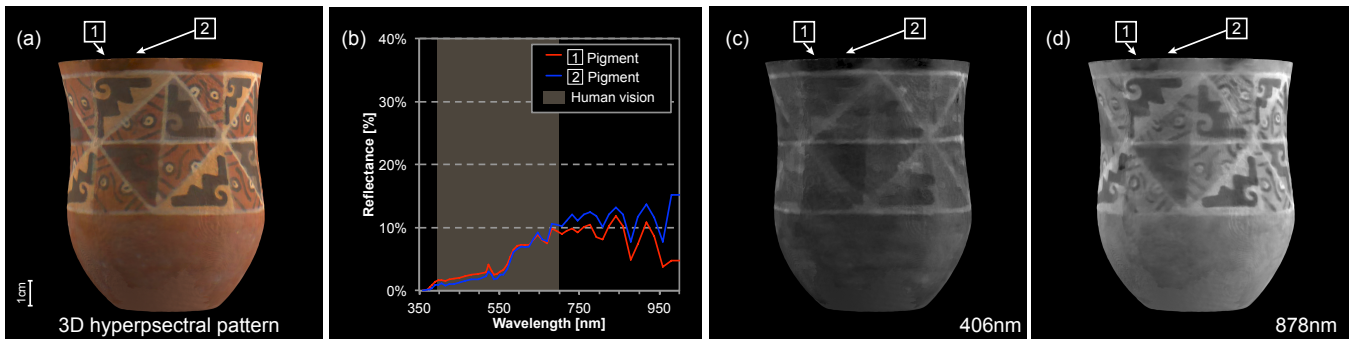 (a)
1
2
1cm
3D hyperpsectral pattern
(b)
40%
30%
20%
10%
0%
Reflectance [%]
350
550
750
950
Wavelength [nm]
1 Pigment
2 Pigment
Human vision
(c)
1
2
406nm
(d)
1
2
878nm